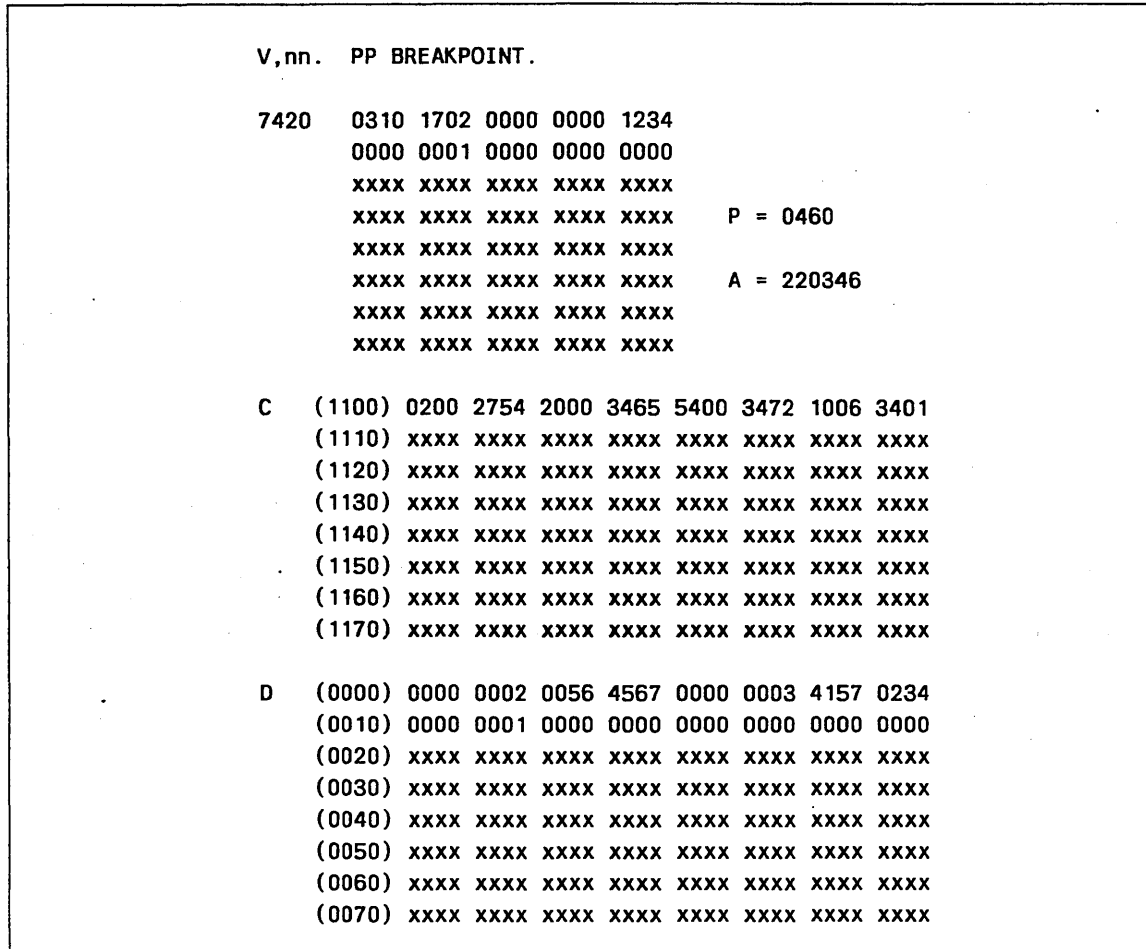 V,nn. PP BREAKPOINT.
7420 0310 1702 0000 0000 1234
0000 0001 0000 0000 0000
xxxx xxxx xxxx xxxx xxxx
xxxx xxxx xxxx xxxx xxxx P = 0460
xxxx xxxx xxxx xxxx xxxx
xxxx xxxx xxxx xxxx xxxx A = 220346
xxxx xxxx xxxx xxxx xxxx
xxxx xxxx xxxx xxxx xxxx
C (1100) 0200 2754 2000 3465 5400 3472 1006 3401
(1110) xxxx xxxx xxxx xxxx xxxx xxxx xxxx xxxx
(1120) xxxx xxxx xxxx xxxx xxxx xxxx xxxx xxxx
(1130) xxxx xxxx xxxx xxxx xxxx xxxx xxxx xxxx
(1140) xxxx xxxx xxxx xxxx xxxx xxxx xxxx xxxx
(1150) xxxx xxxx xxxx xxxx xxxx xxxx xxxx xxxx
(1160) xxxx xxxx xxxx xxxx xxxx xxxx xxxx xxxx
(1170) xxxx xxxx xxxx xxxx xxxx xxxx xxxx xxxx
D (0000) 0000 0002 0056 4567 0000 0003 4157 0234
(0010) 0000 0001 0000 0000 0000 0000 0000 0000
(0020) xxxx xxxx xxxx xxxx xxxx xxxx xxxx xxxx
(0030) xxxx xxxx xxxx xxxx xxxx xxxx xxxx xxxx
(0040) xxxx xxxx xxxx xxxx xxxx xxxx xxxx xxxx
(0050) xxxx xxxx xxxx xxxx xxxx xxxx xxxx xxxx
(0060) xxxx xxxx xxxx xxxx xxxx xxxx xxxx xxxx
(0070) xxxx xxxx xxxx xxxx xxxx xxxx xxxx xxxx